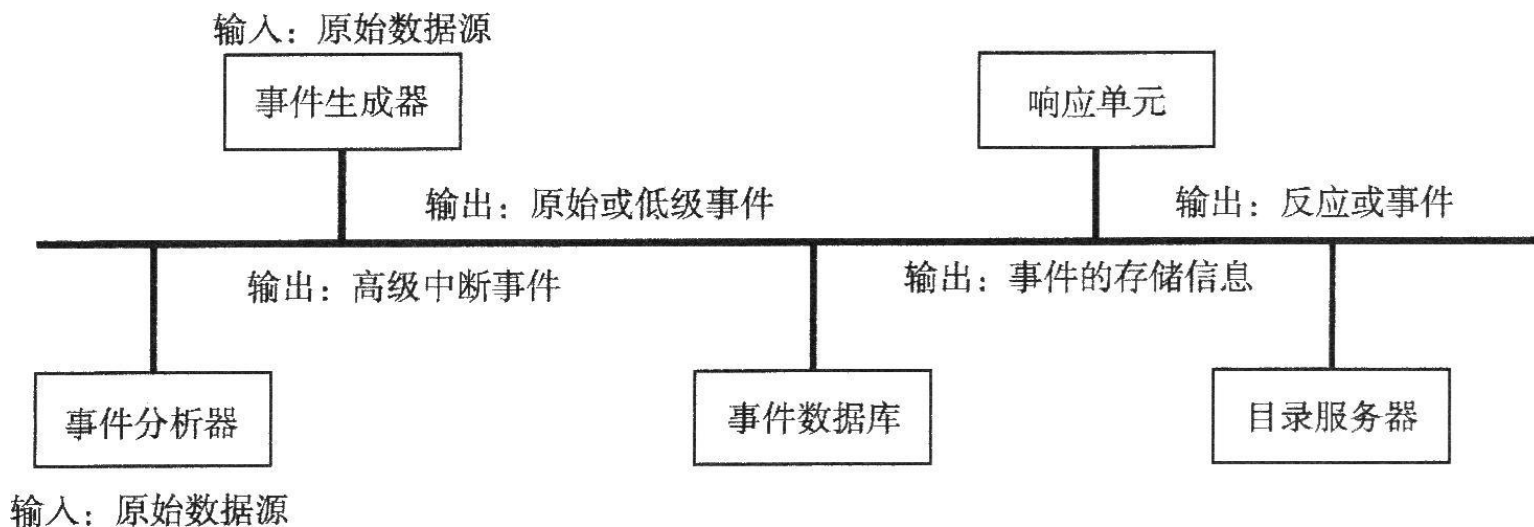 输入：原始数据源
事件生成器
响应单元
输出：原始或低级事件
输出：反应或事件
输出：高级中断事件
输出：事件的存储信息
事件分析器
事件数据库
目录服务器
输入：原始数据源